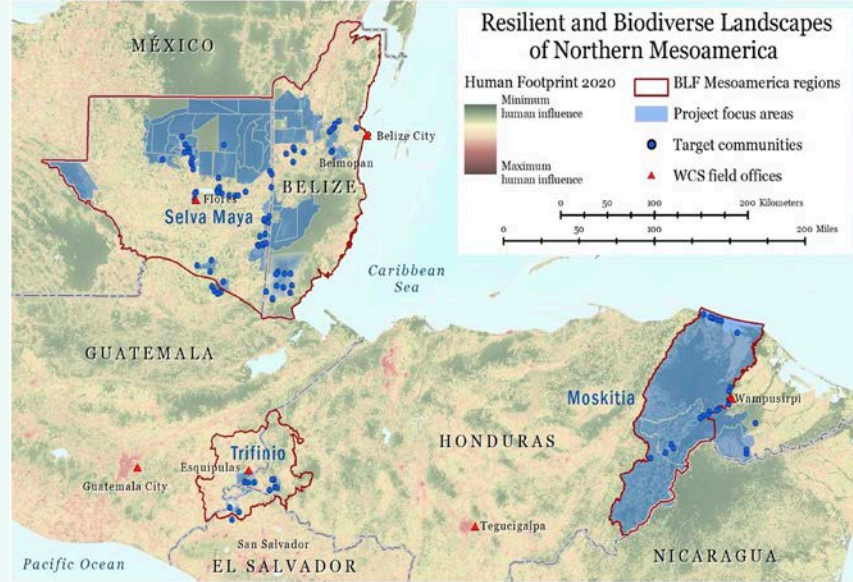 Resilient and Biodiverse Landscapes
of Northern Mesoamerica
Human Footprint 2020
Minimum
human influence
Maximum
human influence
BLF Mesoamerica regions
Project focus areas
Target communities
WCS field offices
0 50 100 200 Kilometers
0 50 100 200 Miles
MÉXICO
Belize City
Belmopan
BELIZE
Flores
Selva Maya
Caribbean
Sea
GUATEMALA
Moskitia
Wampusirpi
HONDURAS
Trifinio
Esquipulas
Guatemala City
Tegucigalpa
San Salvador
Pacific Ocean
EL SALVADOR
NICARAGUA